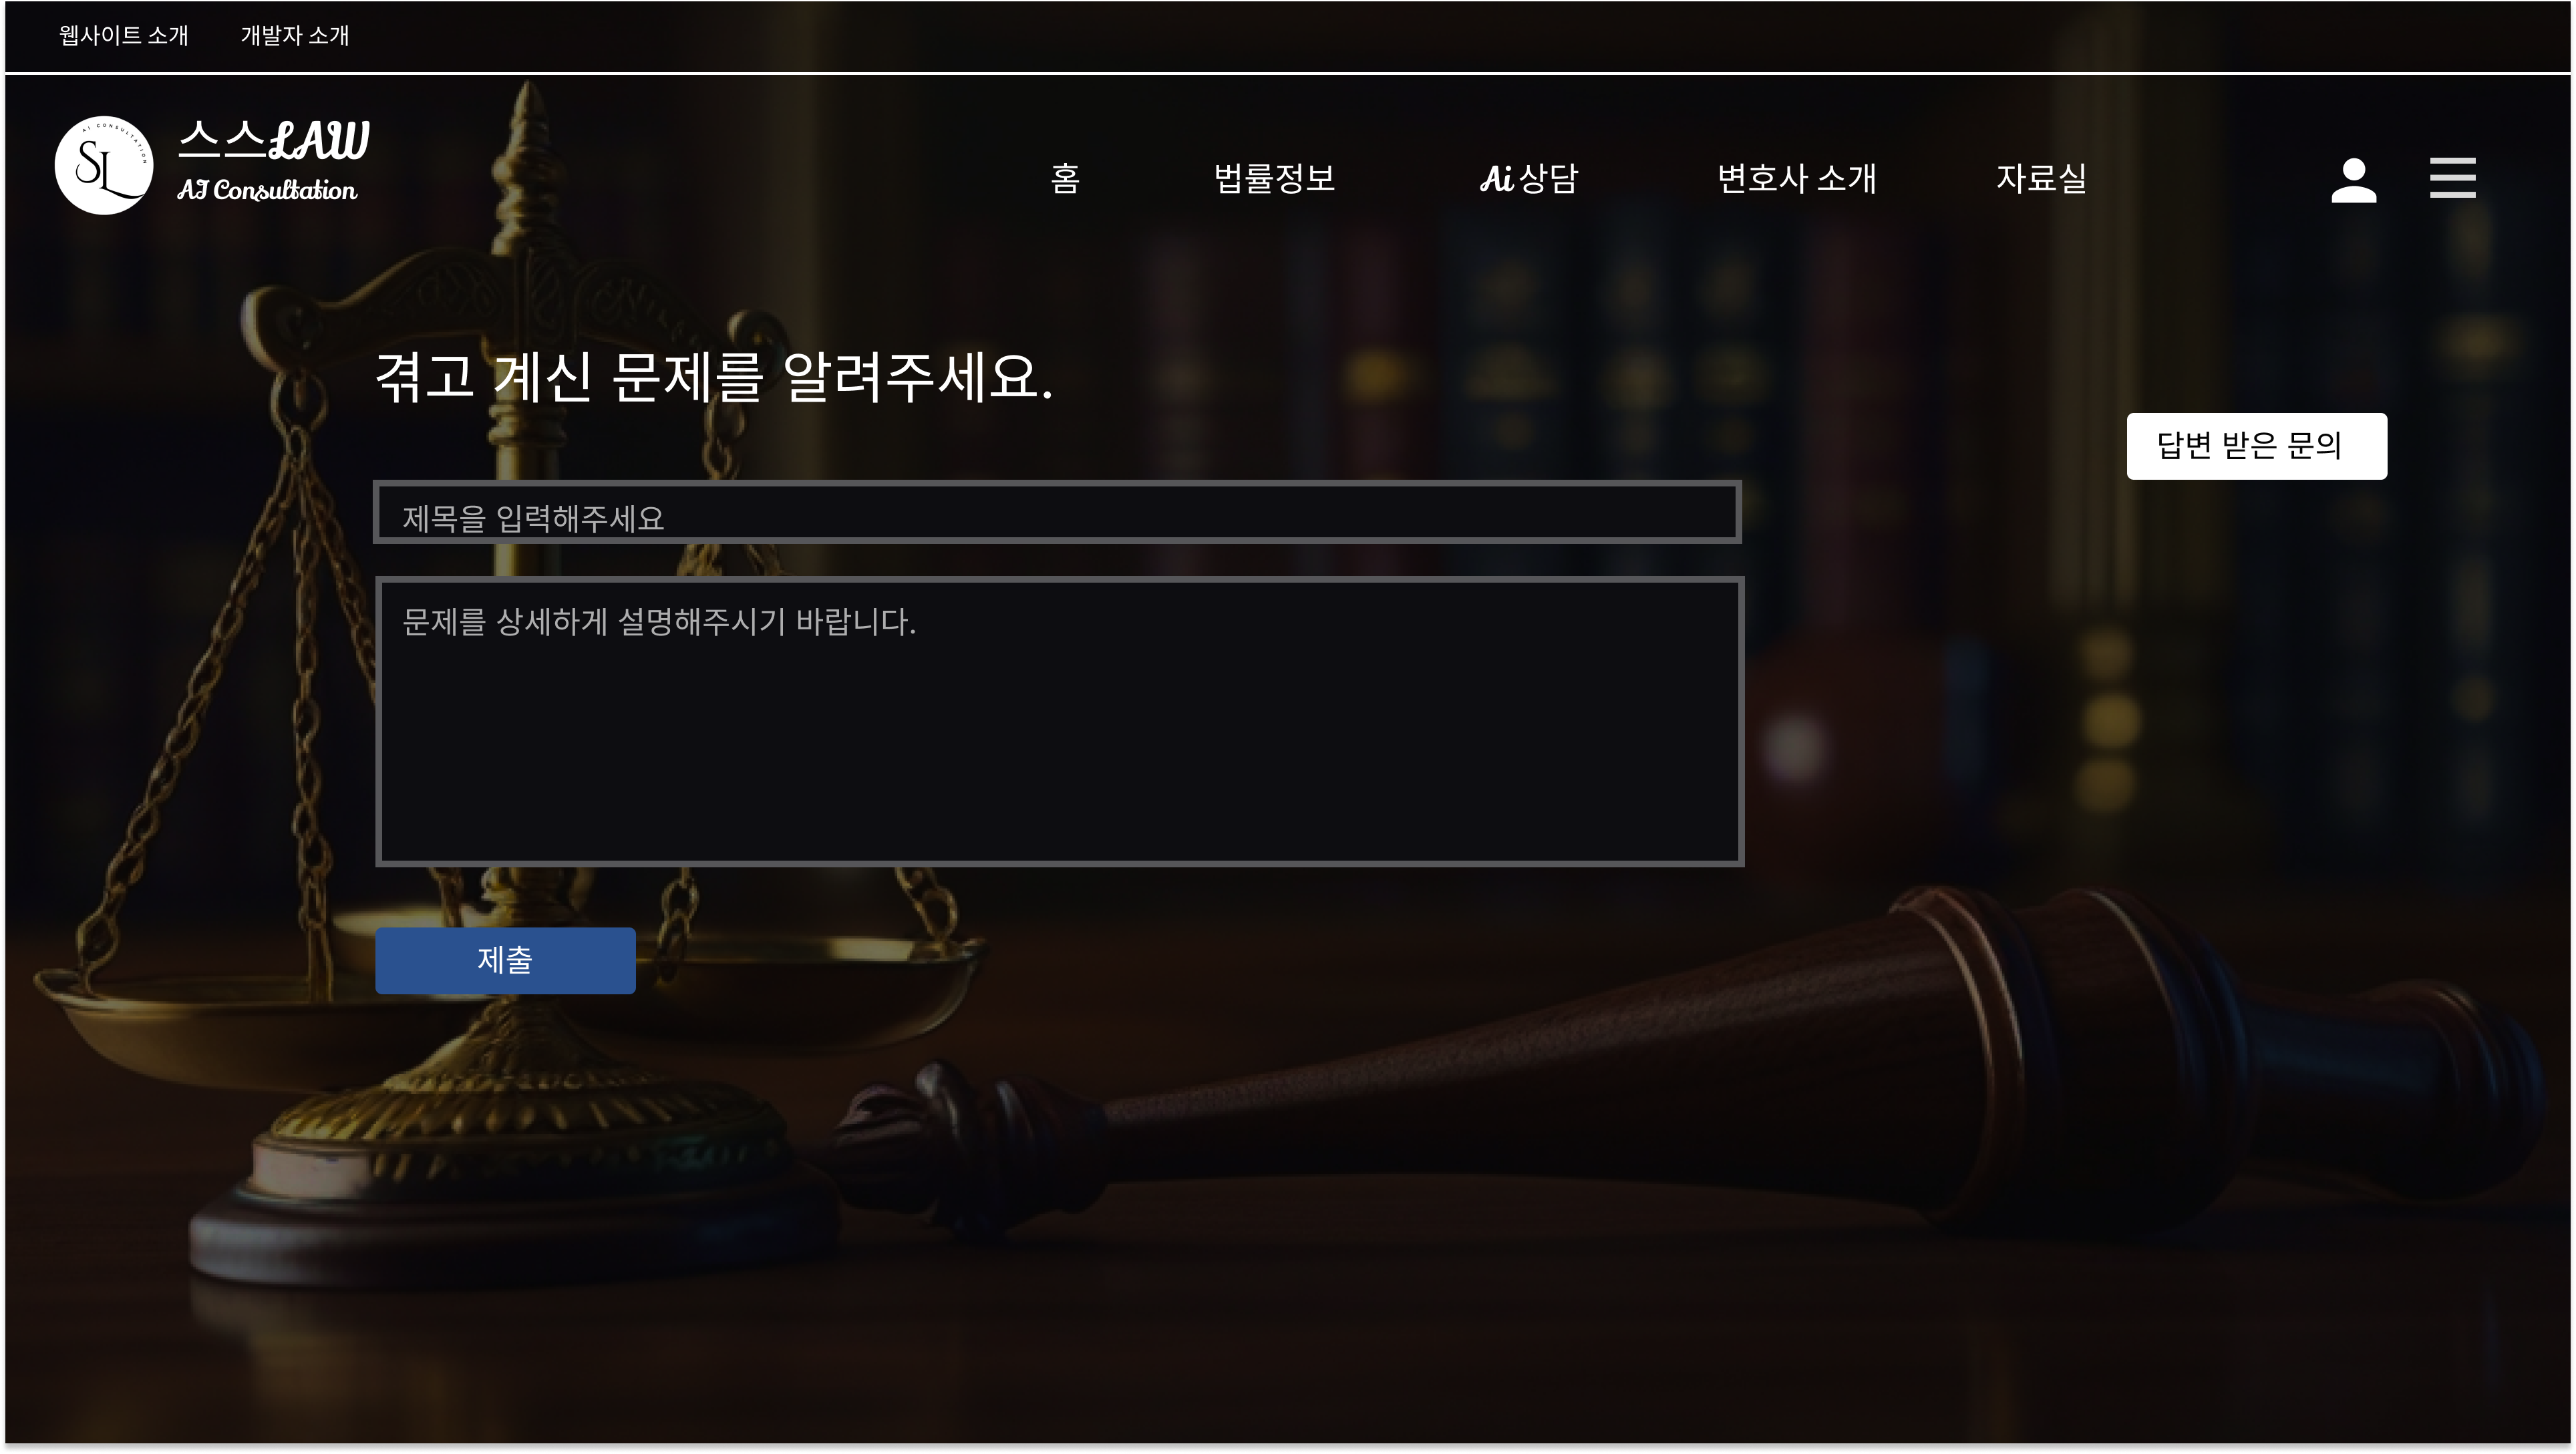 웹사이트 소개 개발자 소개
AI CONSULTATION
SL
스스LAW
AI Consultation
홈 법률정보 Ai 상담 변호사 소개 자료실
겪고 계신 문제를 알려주세요.
답변 받은 문의
제목을 입력해주세요
문제를 상세하게 설명해주시기 바랍니다.
제출